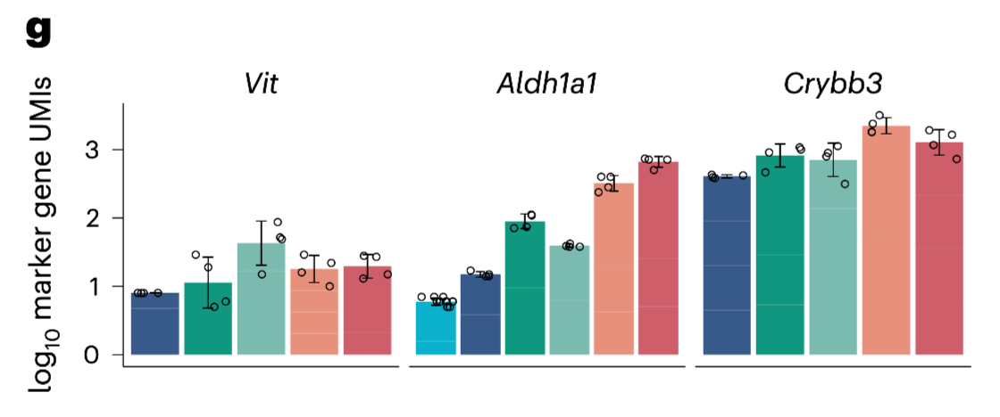 g
Vit
Aldh1a1
Crybb3
log10 marker gene UMIs
3
2
1
0